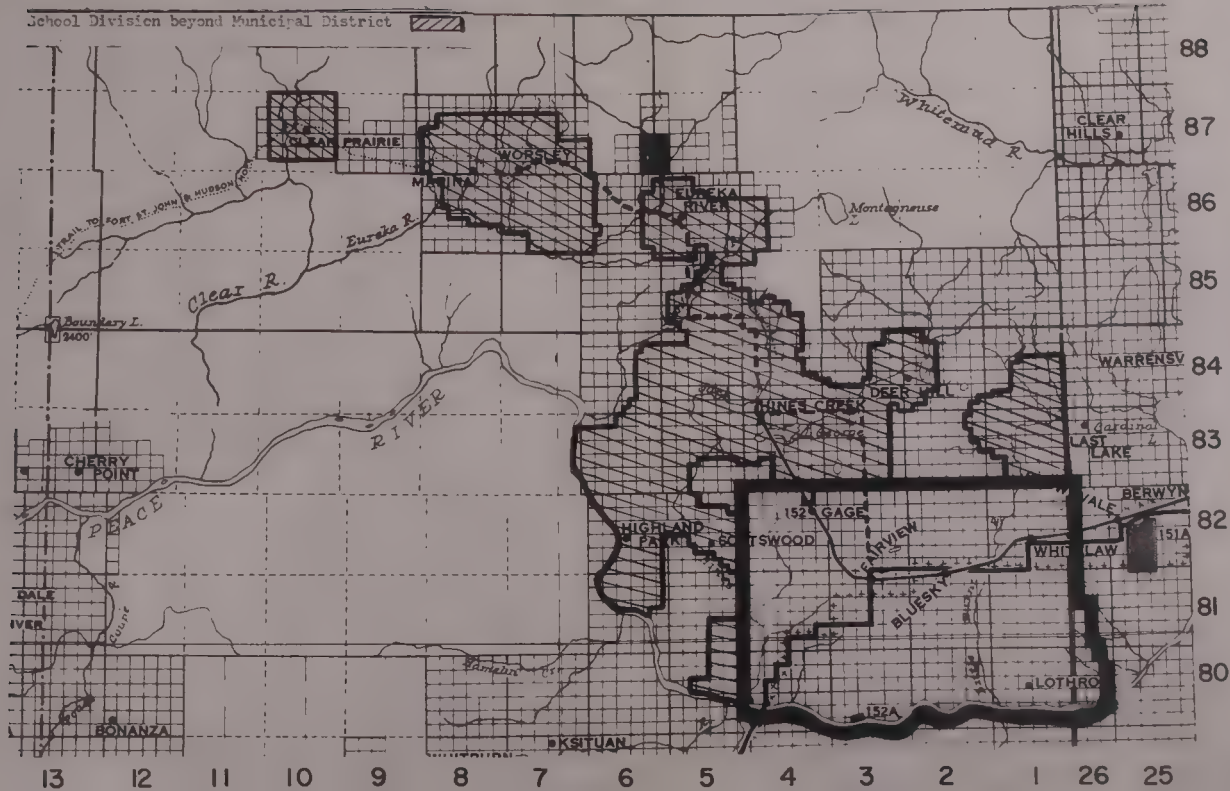 School Division beyond Municipal District
88
Whitemud R
CLEAR
HILLS
87
CLEAR PRAIRIE
WORSLEY
EUREKA
RIVER
Montagneuse
L
86
TRAIL TO FORT ST. JOHN & HUDSON HOPE
Eureka R.
Clear R.
85
Boundary L.
2400'
WARRENSV
84
DEER HILL
HINES CREEK
RIVER
Cardinal
L
LAST
LAKE
83
CHERRY
POINT
PEACE
BERWYN
82
152
GAGE
HIGHLAND
PARK
SCOTSWOOD
FAIRVIEW
WHITELAW
151A
BLUESKY
DALE
IVER
81
80
LOTHRO
152A
BONANZA
KSITUAN
13 12 11 10 9 8 7 6 5 4 3 2 1 26 25